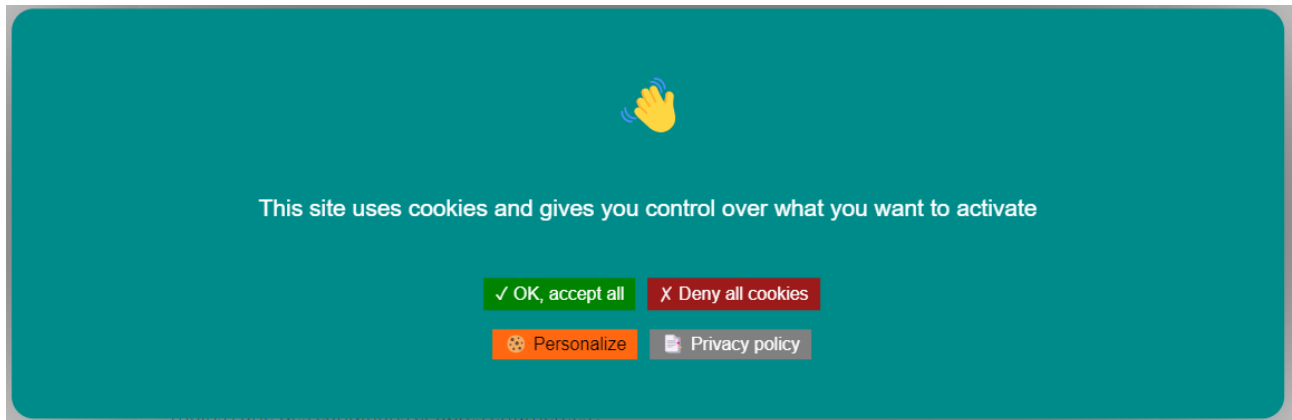 This site uses cookies and gives you control over what you want to activate
✓ OK, accept all
✗ Deny all cookies
Personalize
Privacy policy